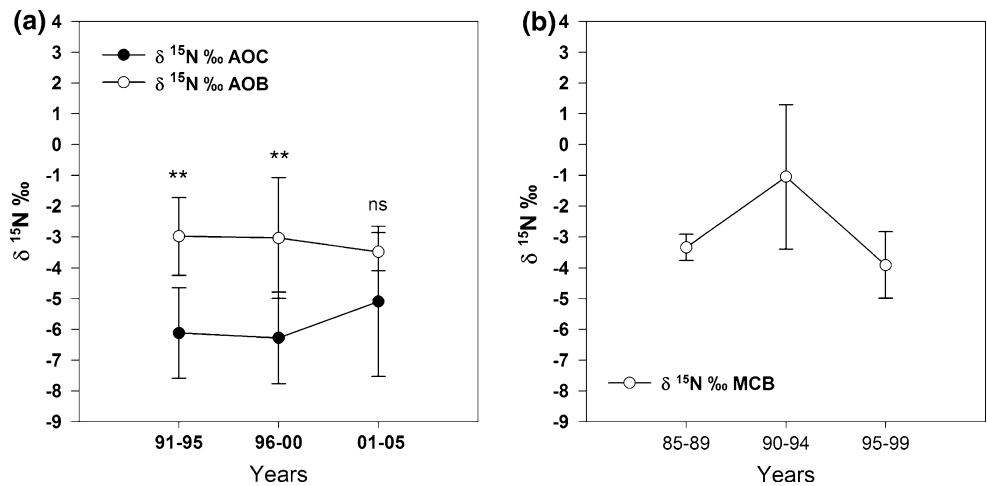 (a)
δ ¹⁵N ‰ AOC
δ ¹⁵N ‰ AOB
4
3
2
1
0
-1
-2
-3
-4
-5
-6
-7
-8
-9
δ ¹⁵N ‰
**
**
ns
91-95 96-00 01-05
Years
(b)
4
3
2
1
0
-1
-2
-3
-4
-5
-6
-7
-8
-9
δ ¹⁵N ‰
δ ¹⁵N ‰ MCB
85-89 90-94 95-99
Years